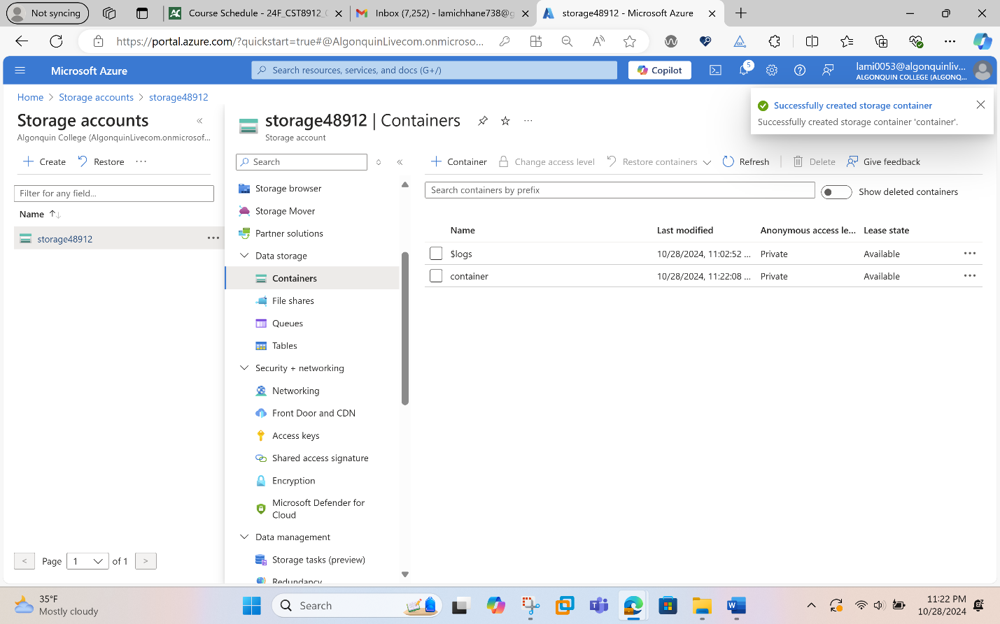 Not syncing
Course Schedule - 24F_CST8912_
Inbox (7,252) - lamichhane738@g
storage48912 - Microsoft Azure
https://portal.azure.com/?quickstart=true#@AlgonquinLivecom.onmicroso...
Microsoft Azure
Search resources, services, and docs (G+/)
Copilot
5
lami0053@algonquinliv...
ALGONQUIN COLLEGE (ALGONQ...
Home > Storage accounts > storage48912
Successfully created storage container
Successfully created storage container 'container'.
Storage accounts
Algonquin College (AlgonquinLivecom.onmicrosof...
Create
Restore
Filter for any field...
Name
storage48912
Page 1 of 1
storage48912 | Containers
Storage account
Search
Storage browser
Storage Mover
Partner solutions
Data storage
Containers
File shares
Queues
Tables
Security + networking
Networking
Front Door and CDN
Access keys
Shared access signature
Encryption
Microsoft Defender for
Cloud
Data management
Storage tasks (preview)
Redundancy
Container
Change access level
Restore containers
Refresh
Delete
Give feedback
Search containers by prefix
Show deleted containers
Name Last modified Anonymous access le... Lease state
$logs 10/28/2024, 11:02:52 ... Private Available
container 10/28/2024, 11:22:08 ... Private Available
35°F
Mostly cloudy
Search
11:22 PM
10/28/2024